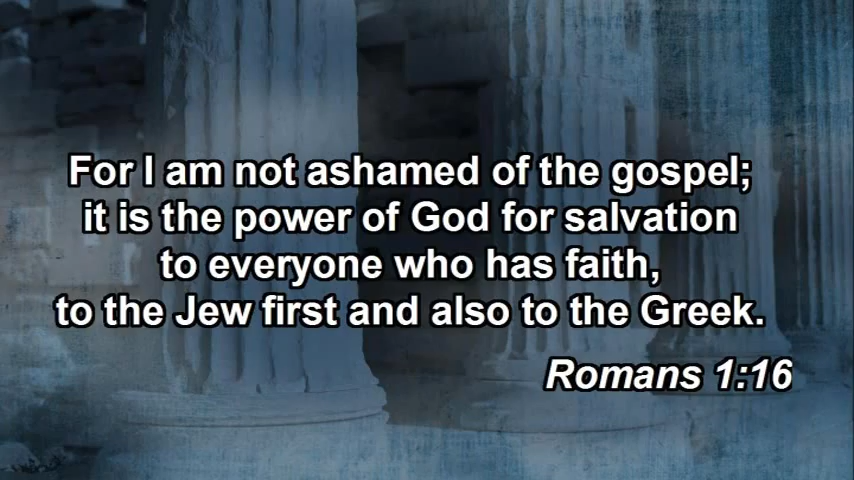 For I am not ashamed of the gospel;
it is the power of God for salvation
to everyone who has faith,
to the Jew first and also to the Greek.
Romans 1:16